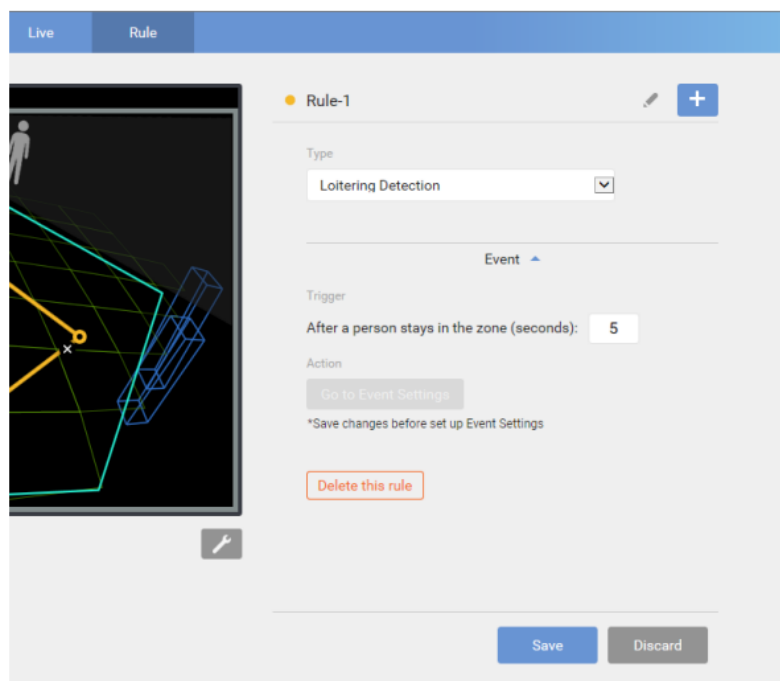 Live Rule
Rule-1
Type
Loitering Detection
Event
Trigger
After a person stays in the zone (seconds): 5
Action
Go to Event Settings
*Save changes before set up Event Settings
Delete this rule
Save Discard